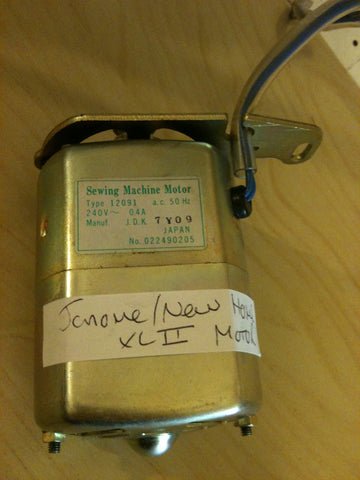 Sewing Machine Motor
Type 12091 a.c. 50 Hz
240V~ 0.4A
Manuf. J.D.K. 7Y09
JAPAN
No. 022490205
Janome/New Home
XL II Motor